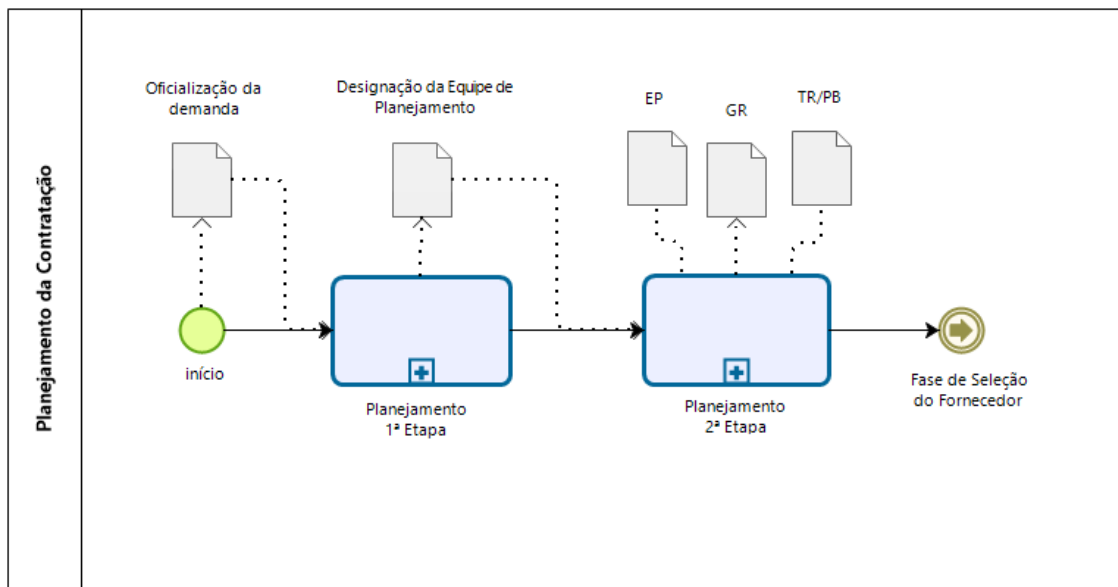 Planejamento da Contratação
Oficialização da
demanda
Designação da Equipe de
Planejamento
EP
GR
TR/PB
início
Planejamento
1ª Etapa
Planejamento
2ª Etapa
Fase de Seleção
do Fornecedor